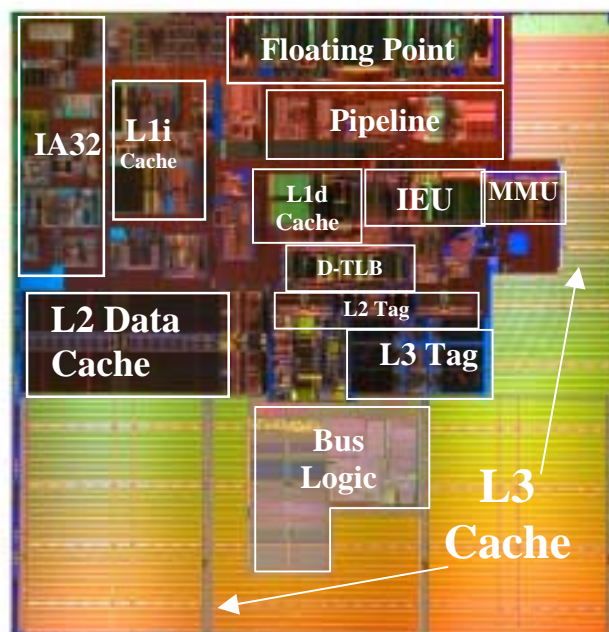 Floating Point
IA32
L1i
Cache
Pipeline
L1d
Cache
IEU
MMU
D-TLB
L2 Tag
L2 Data
Cache
L3 Tag
Bus
Logic
L3
Cache